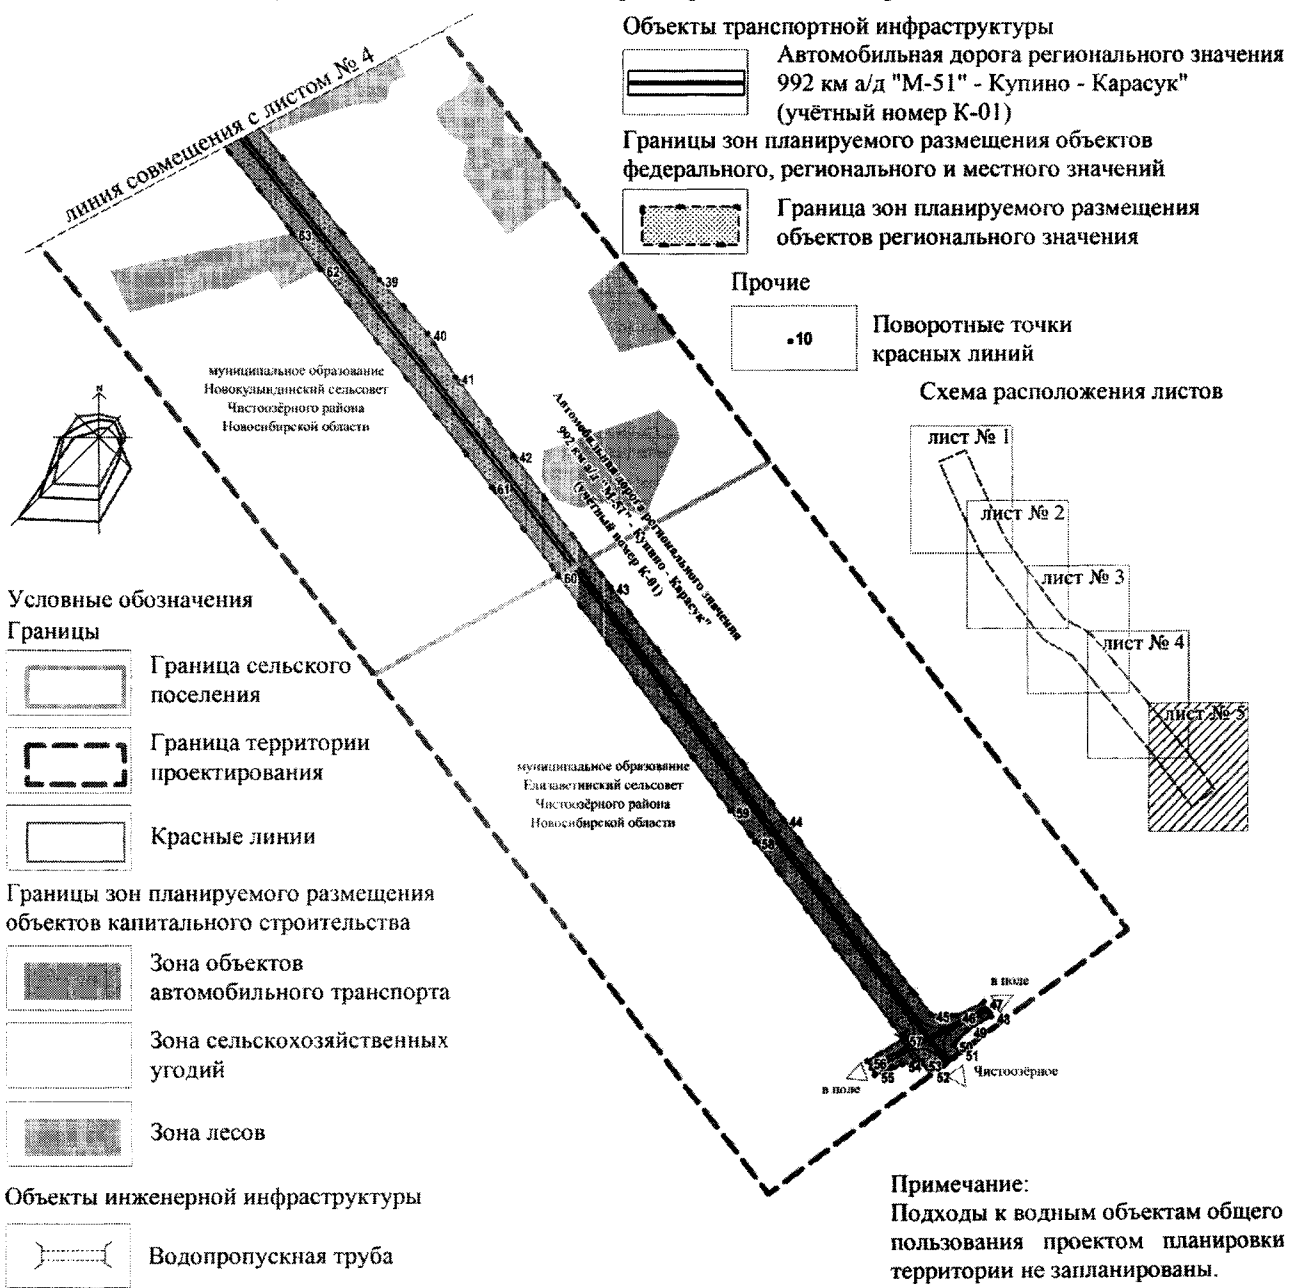 Объекты транспортной инфраструктуры
Автомобильная дорога регионального значения
992 км а/д "М-51" - Купино - Карасук"
(учётный номер К-01)
Границы зон планируемого размещения объектов
федерального, регионального и местного значений
Граница зон планируемого размещения
объектов регионального значения
Прочие
10
Поворотные точки
красных линий
Схема расположения листов
лист № 1
лист № 2
лист № 3
лист № 4
лист № 5
линия совмещения с листом № 4
63
62
39
40
41
42
61
60
43
59
58
44
45
46
47
48
49
50
51
52
53
54
55
56
57
муниципальное образование
Новокулындинский сельсовет
Чистоозёрного района
Новосибирской области
Автомобильная дорога регионального значения
992 км а/д "М-51" - Купино - Карасук"
(учётный номер К-01)
муниципальное образование
Елизаветинский сельсовет
Чистоозёрного района
Новосибирской области
в поле
в поле
Чистоозёрное
N
Условные обозначения
Границы
Граница сельского
поселения
Граница территории
проектирования
Красные линии
Границы зон планируемого размещения
объектов капитального строительства
Зона объектов
автомобильного транспорта
Зона сельскохозяйственных
угодий
Зона лесов
Объекты инженерной инфраструктуры
Водопропускная труба
Примечание:
Подходы к водным объектам общего
пользования проектом планировки
территории не запланированы.